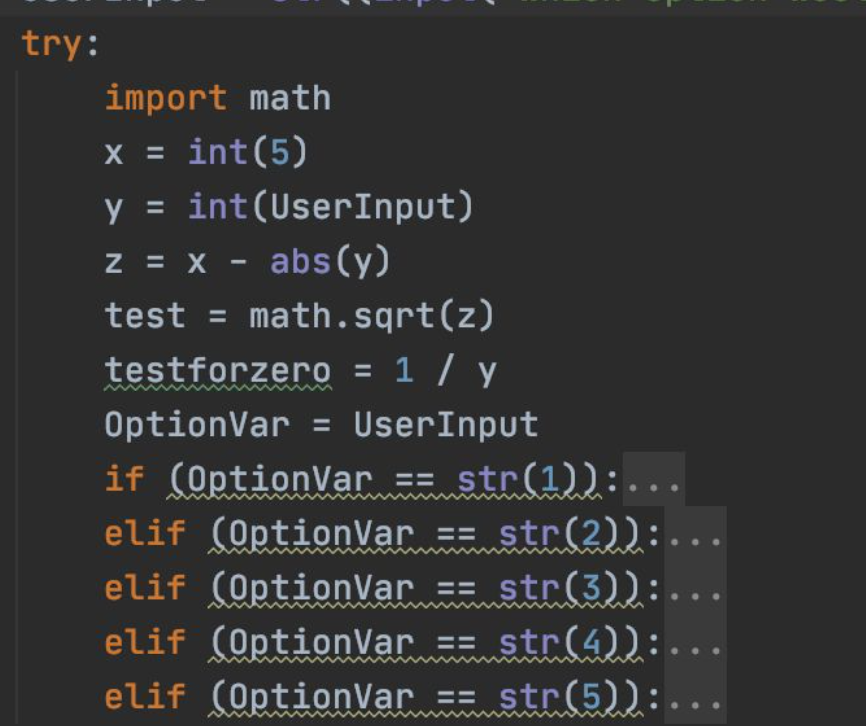 try:
import math
x = int(5)
y = int(UserInput)
z = x - abs(y)
test = math.sqrt(z)
testforzero = 1 / y
OptionVar = UserInput
if (OptionVar == str(1)):...
elif (OptionVar == str(2)):...
elif (OptionVar == str(3)):...
elif (OptionVar == str(4)):...
elif (OptionVar == str(5)):...